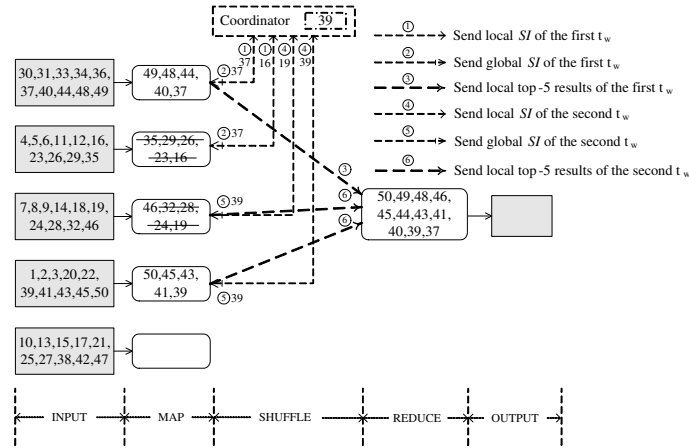 Coordinator 39
① ① ④ ④
37 16 19 39
① Send local SI of the first t w
② Send global SI of the first t w
③ Send local top -5 results of the first t w
④ Send local SI of the second t w
⑤ Send global SI of the second t w
⑥ Send local top -5 results of the second t w
30,31,33,34,36,
37,40,44,48,49
49,48,44,
40,37
②37
4,5,6,11,12,16,
23,26,29,35
35,29,26,
23,16
②37
③
7,8,9,14,18,19,
24,28,32,46
46,32,28,
24,19
⑤39
⑥
⑥
50,49,48,46,
45,44,43,41,
40,39,37
1,2,3,20,22,
39,41,43,45,50
50,45,43,
41,39
⑤39
10,13,15,17,21,
25,27,38,42,47
INPUT MAP SHUFFLE REDUCE OUTPUT